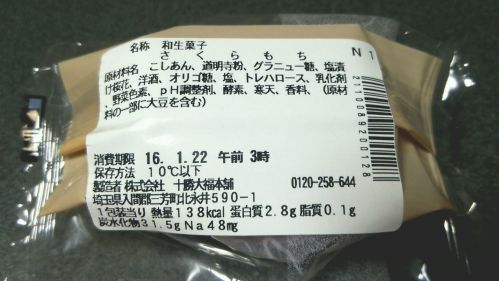 名称 和生菓子
さくらもち N1
原材料名 こしあん、道明寺粉、グラニュー糖、塩漬
け桜花、洋酒、オリゴ糖、塩、トレハロース、乳化剤
、野菜色素、pH調整剤、酵素、寒天、香料、(原材
料の一部に大豆を含む)
消費期限 16. 1.22 午前 3時
保存方法 10℃以下
製造者 株式会社 十勝大福本舗 0120-258-644
埼玉県入間郡三芳町北永井590-1
1包装当り 熱量138kcal 蛋白質2.8g 脂質0.1g
炭水化物31.5g Na48mg
2110089200128